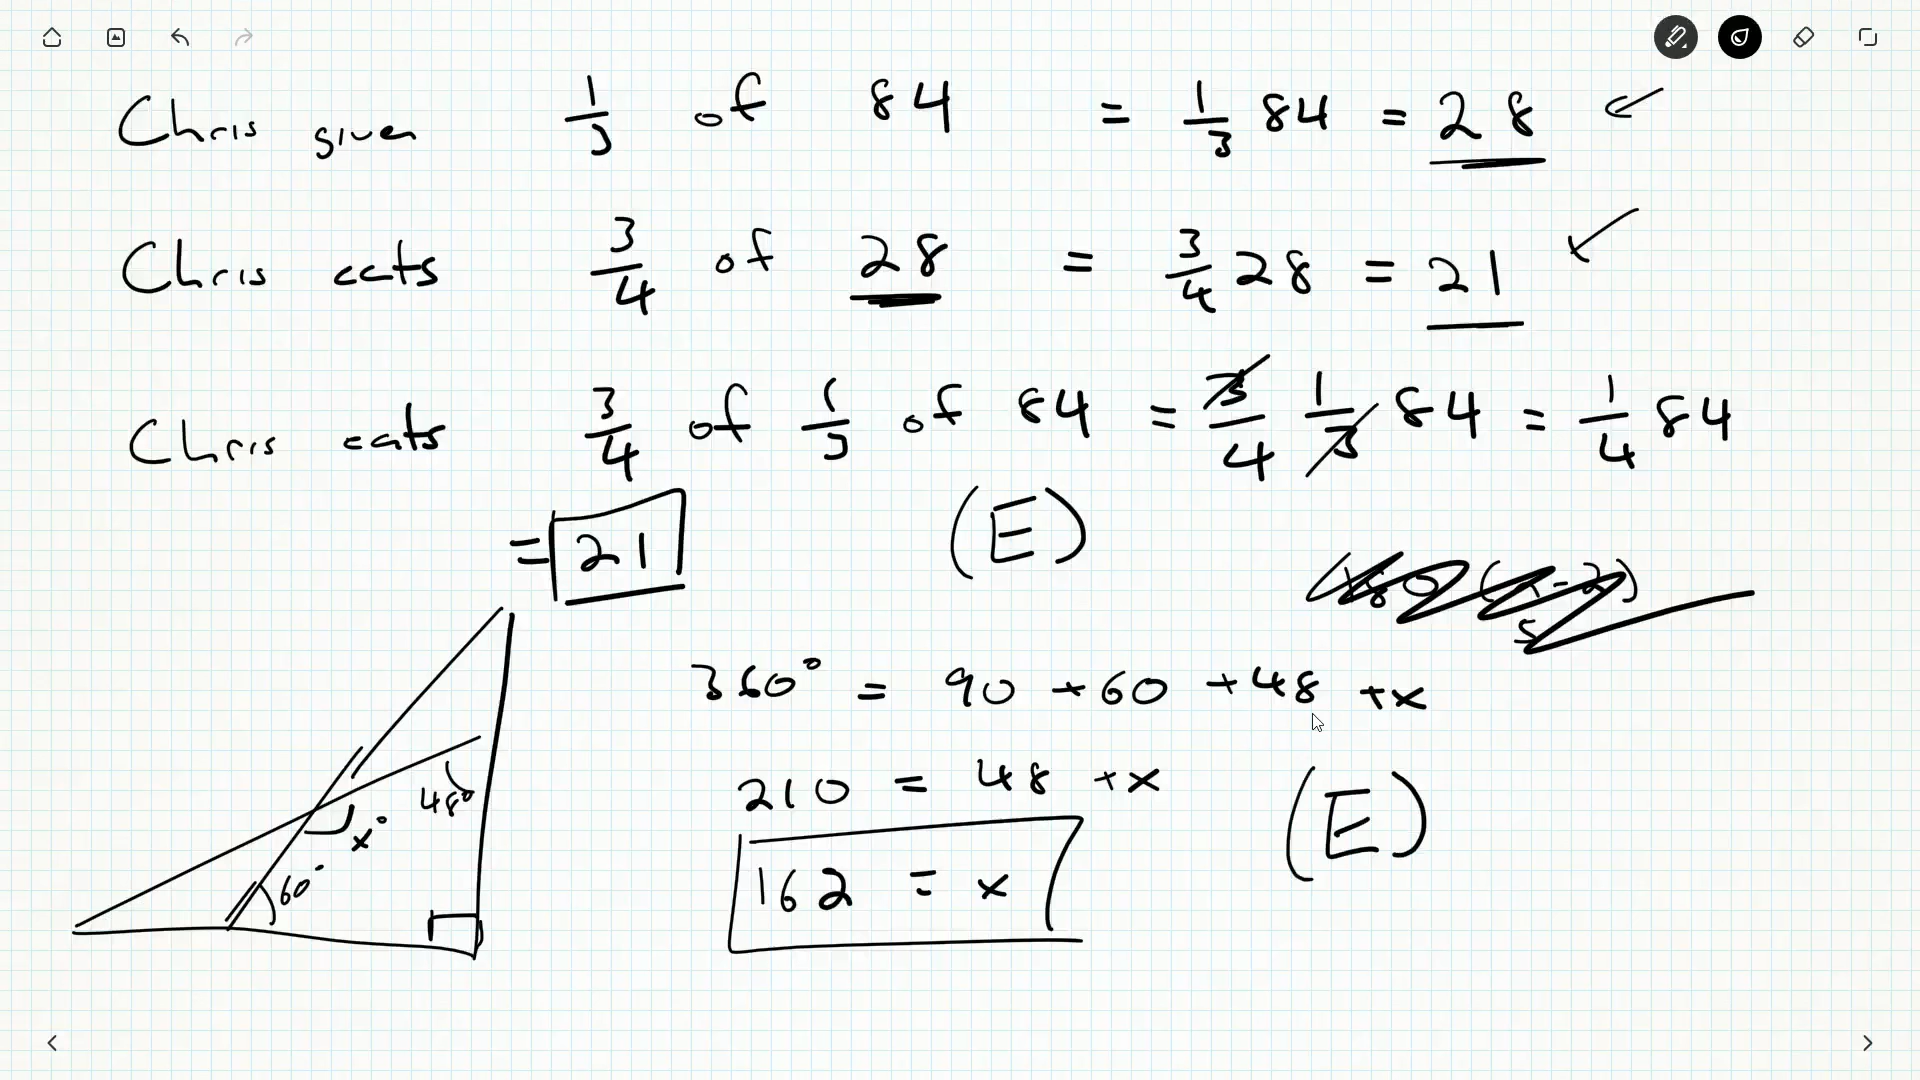 Chris given 1/3 of 84 = 1/3 84 = 28
Chris eats 3/4 of 28 = 3/4 28 = 21
Chris eats 3/4 of 1/3 of 84 = 3/4 1/3 84 = 1/4 84
= 21 (E)
360° = 90 + 60 + 48 + x
210 = 48 + x
162 = x (E)
48°
x°
60°